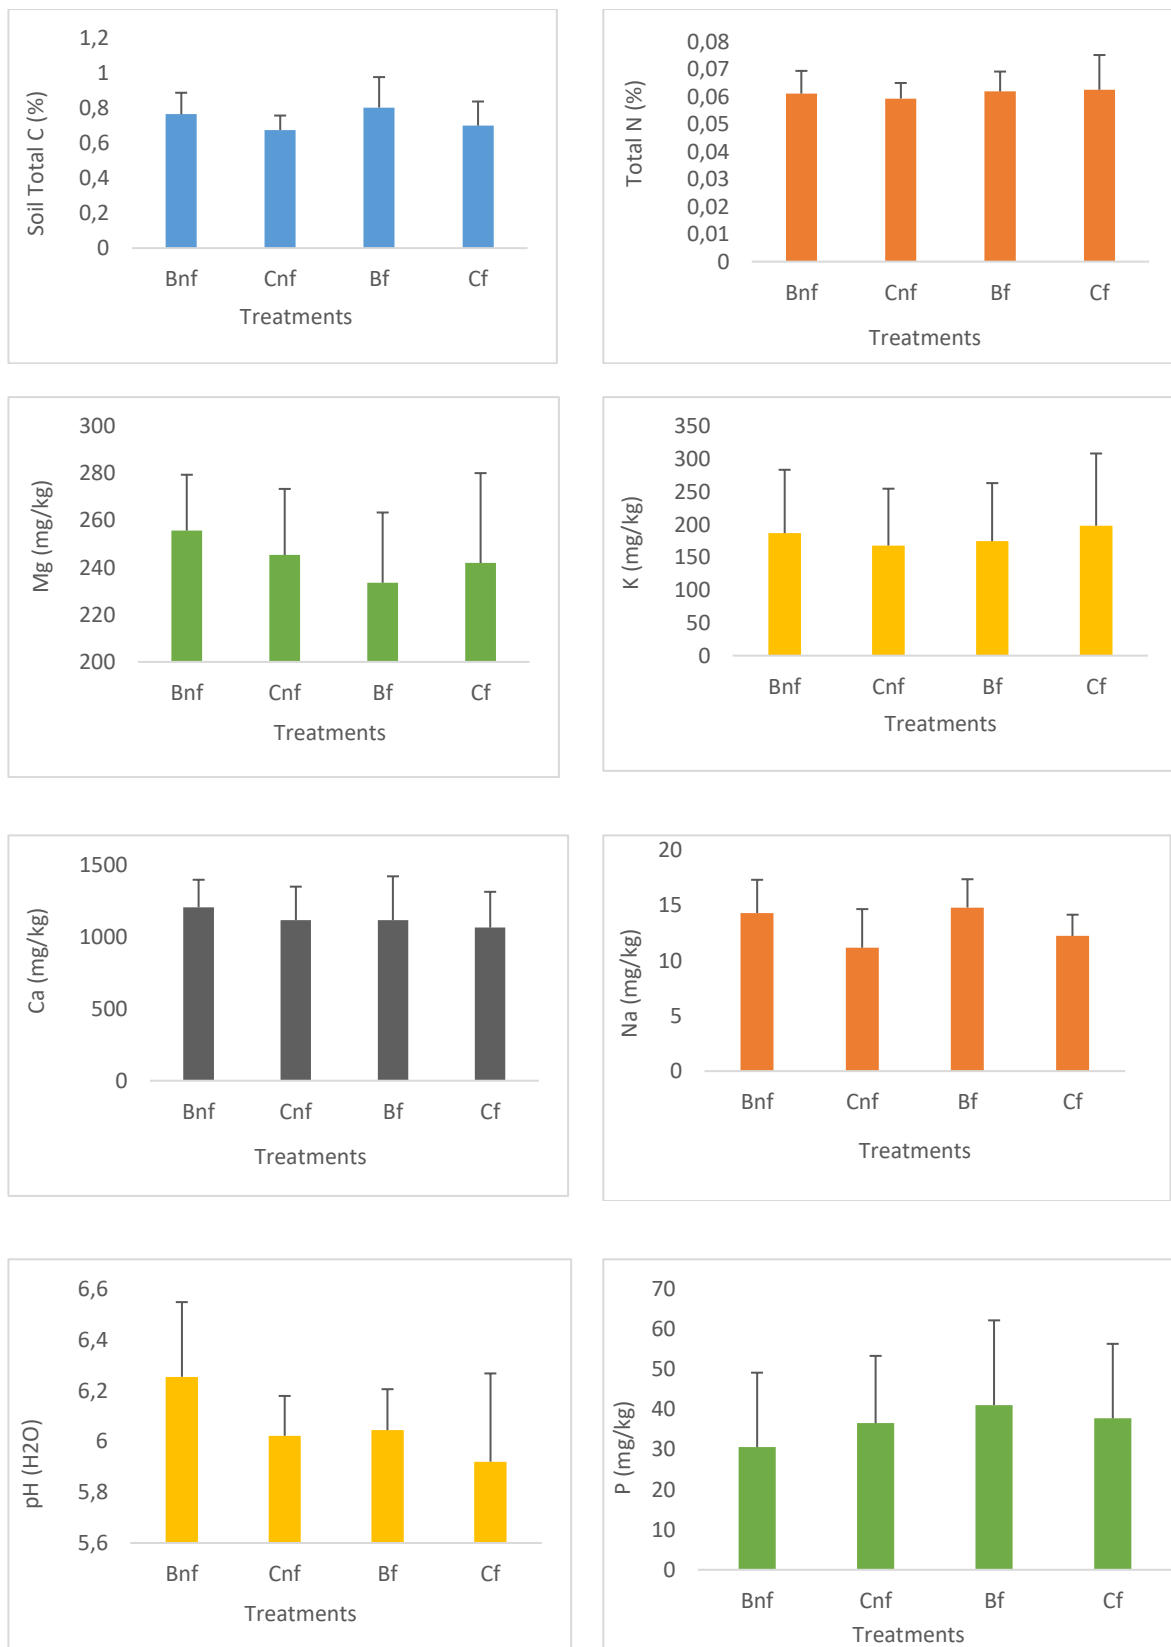 1,2
1
0,8
0,6
0,4
0,2
0
Soil Total C (%)
Bnf Cnf Bf Cf
Treatments
0,08
0,07
0,06
0,05
0,04
0,03
0,02
0,01
0
Total N (%)
Bnf Cnf Bf Cf
Treatments
300
280
260
240
220
200
Mg (mg/kg)
Bnf Cnf Bf Cf
Treatments
350
300
250
200
150
100
50
0
K (mg/kg)
Bnf Cnf Bf Cf
Treatments
1500
1000
500
0
Ca (mg/kg)
Bnf Cnf Bf Cf
Treatments
20
15
10
5
0
Na (mg/kg)
Bnf Cnf Bf Cf
Treatments
6,6
6,4
6,2
6
5,8
5,6
pH (H2O)
Bnf Cnf Bf Cf
Treatments
70
60
50
40
30
20
10
0
P (mg/kg)
Bnf Cnf Bf Cf
Treatments